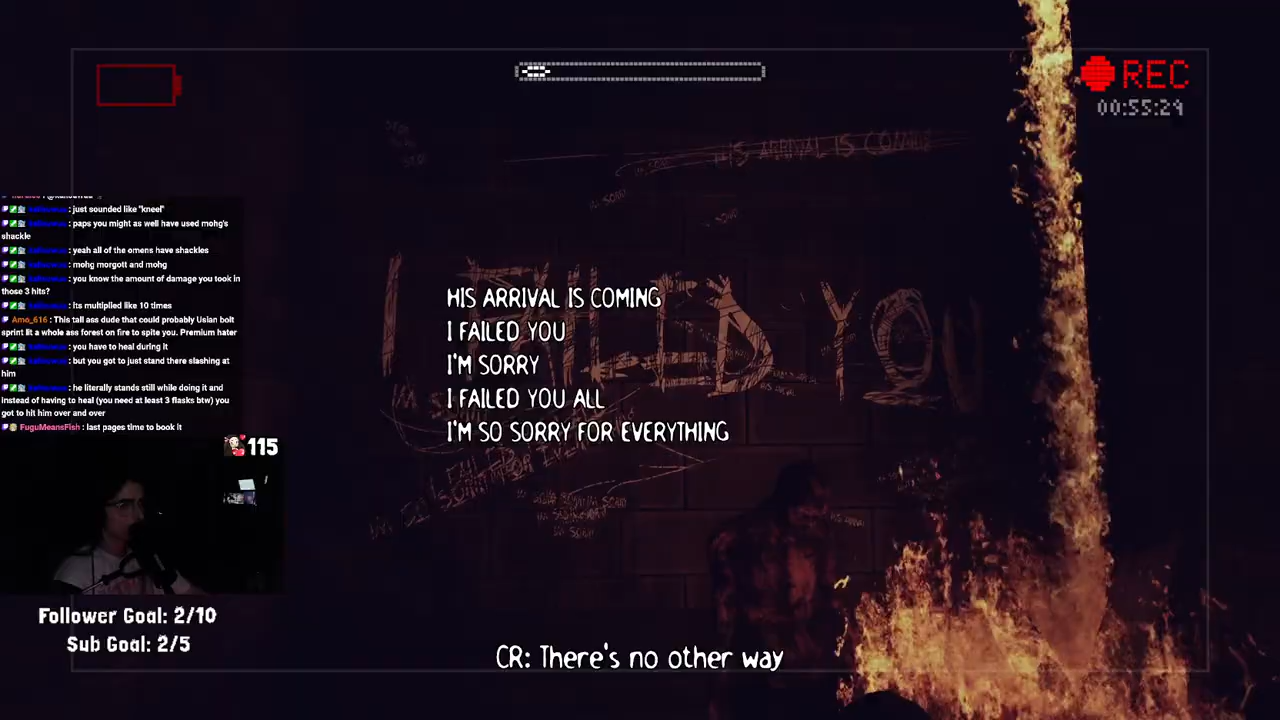 REC
00:55:29
HIS ARRIVAL IS COMING
: just sounded like "kneel"
: paps you might as well have used mohg's
shackle
: yeah all of the omens have shackles
: mohg morgott and mohg
: you know the amount of damage you took in
those 3 hits?
: its multiplied like 10 times
Amo_616: This tall ass dude that could probably Usian bolt
sprint lit a whole ass forest on fire to spite you. Premium hater
: you have to heal during it
: but you got to just stand there slashing at
him
: he literally stands still while doing it and
instead of having to heal (you need at least 3 flasks btw) you
got to hit him over and over
FuguMeansFish: last pages time to book it
115
I FAILED YOU
HIS ARRIVAL IS COMING
I FAILED YOU
I'M SORRY
I FAILED YOU ALL
I'M SO SORRY FOR EVERYTHING
Follower Goal: 2/10
Sub Goal: 2/5
CR: There's no other way